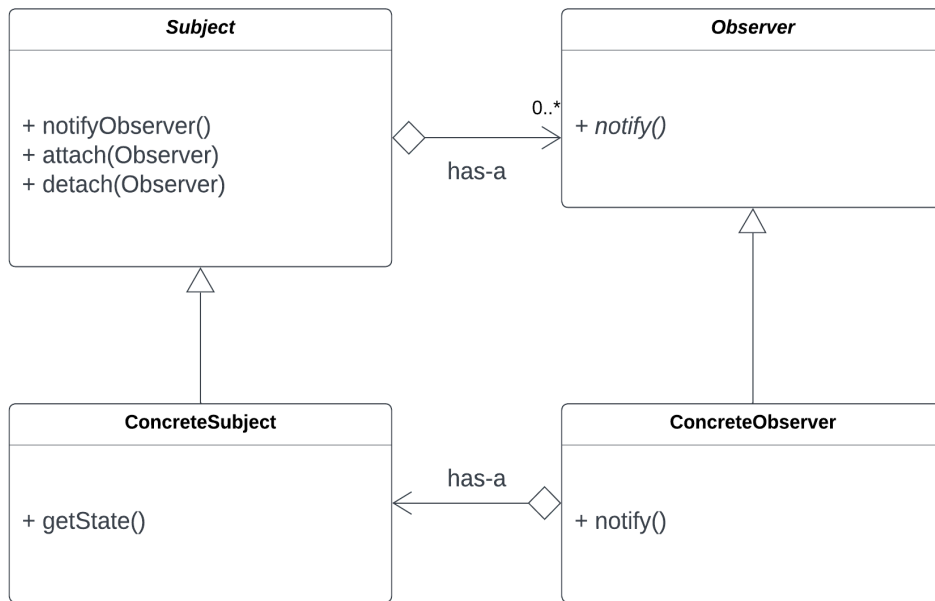 Subject
+ notifyObserver()
+ attach(Observer)
+ detach(Observer)
has-a
0..*
Observer
+ notify()
ConcreteSubject
+ getState()
has-a
ConcreteObserver
+ notify()